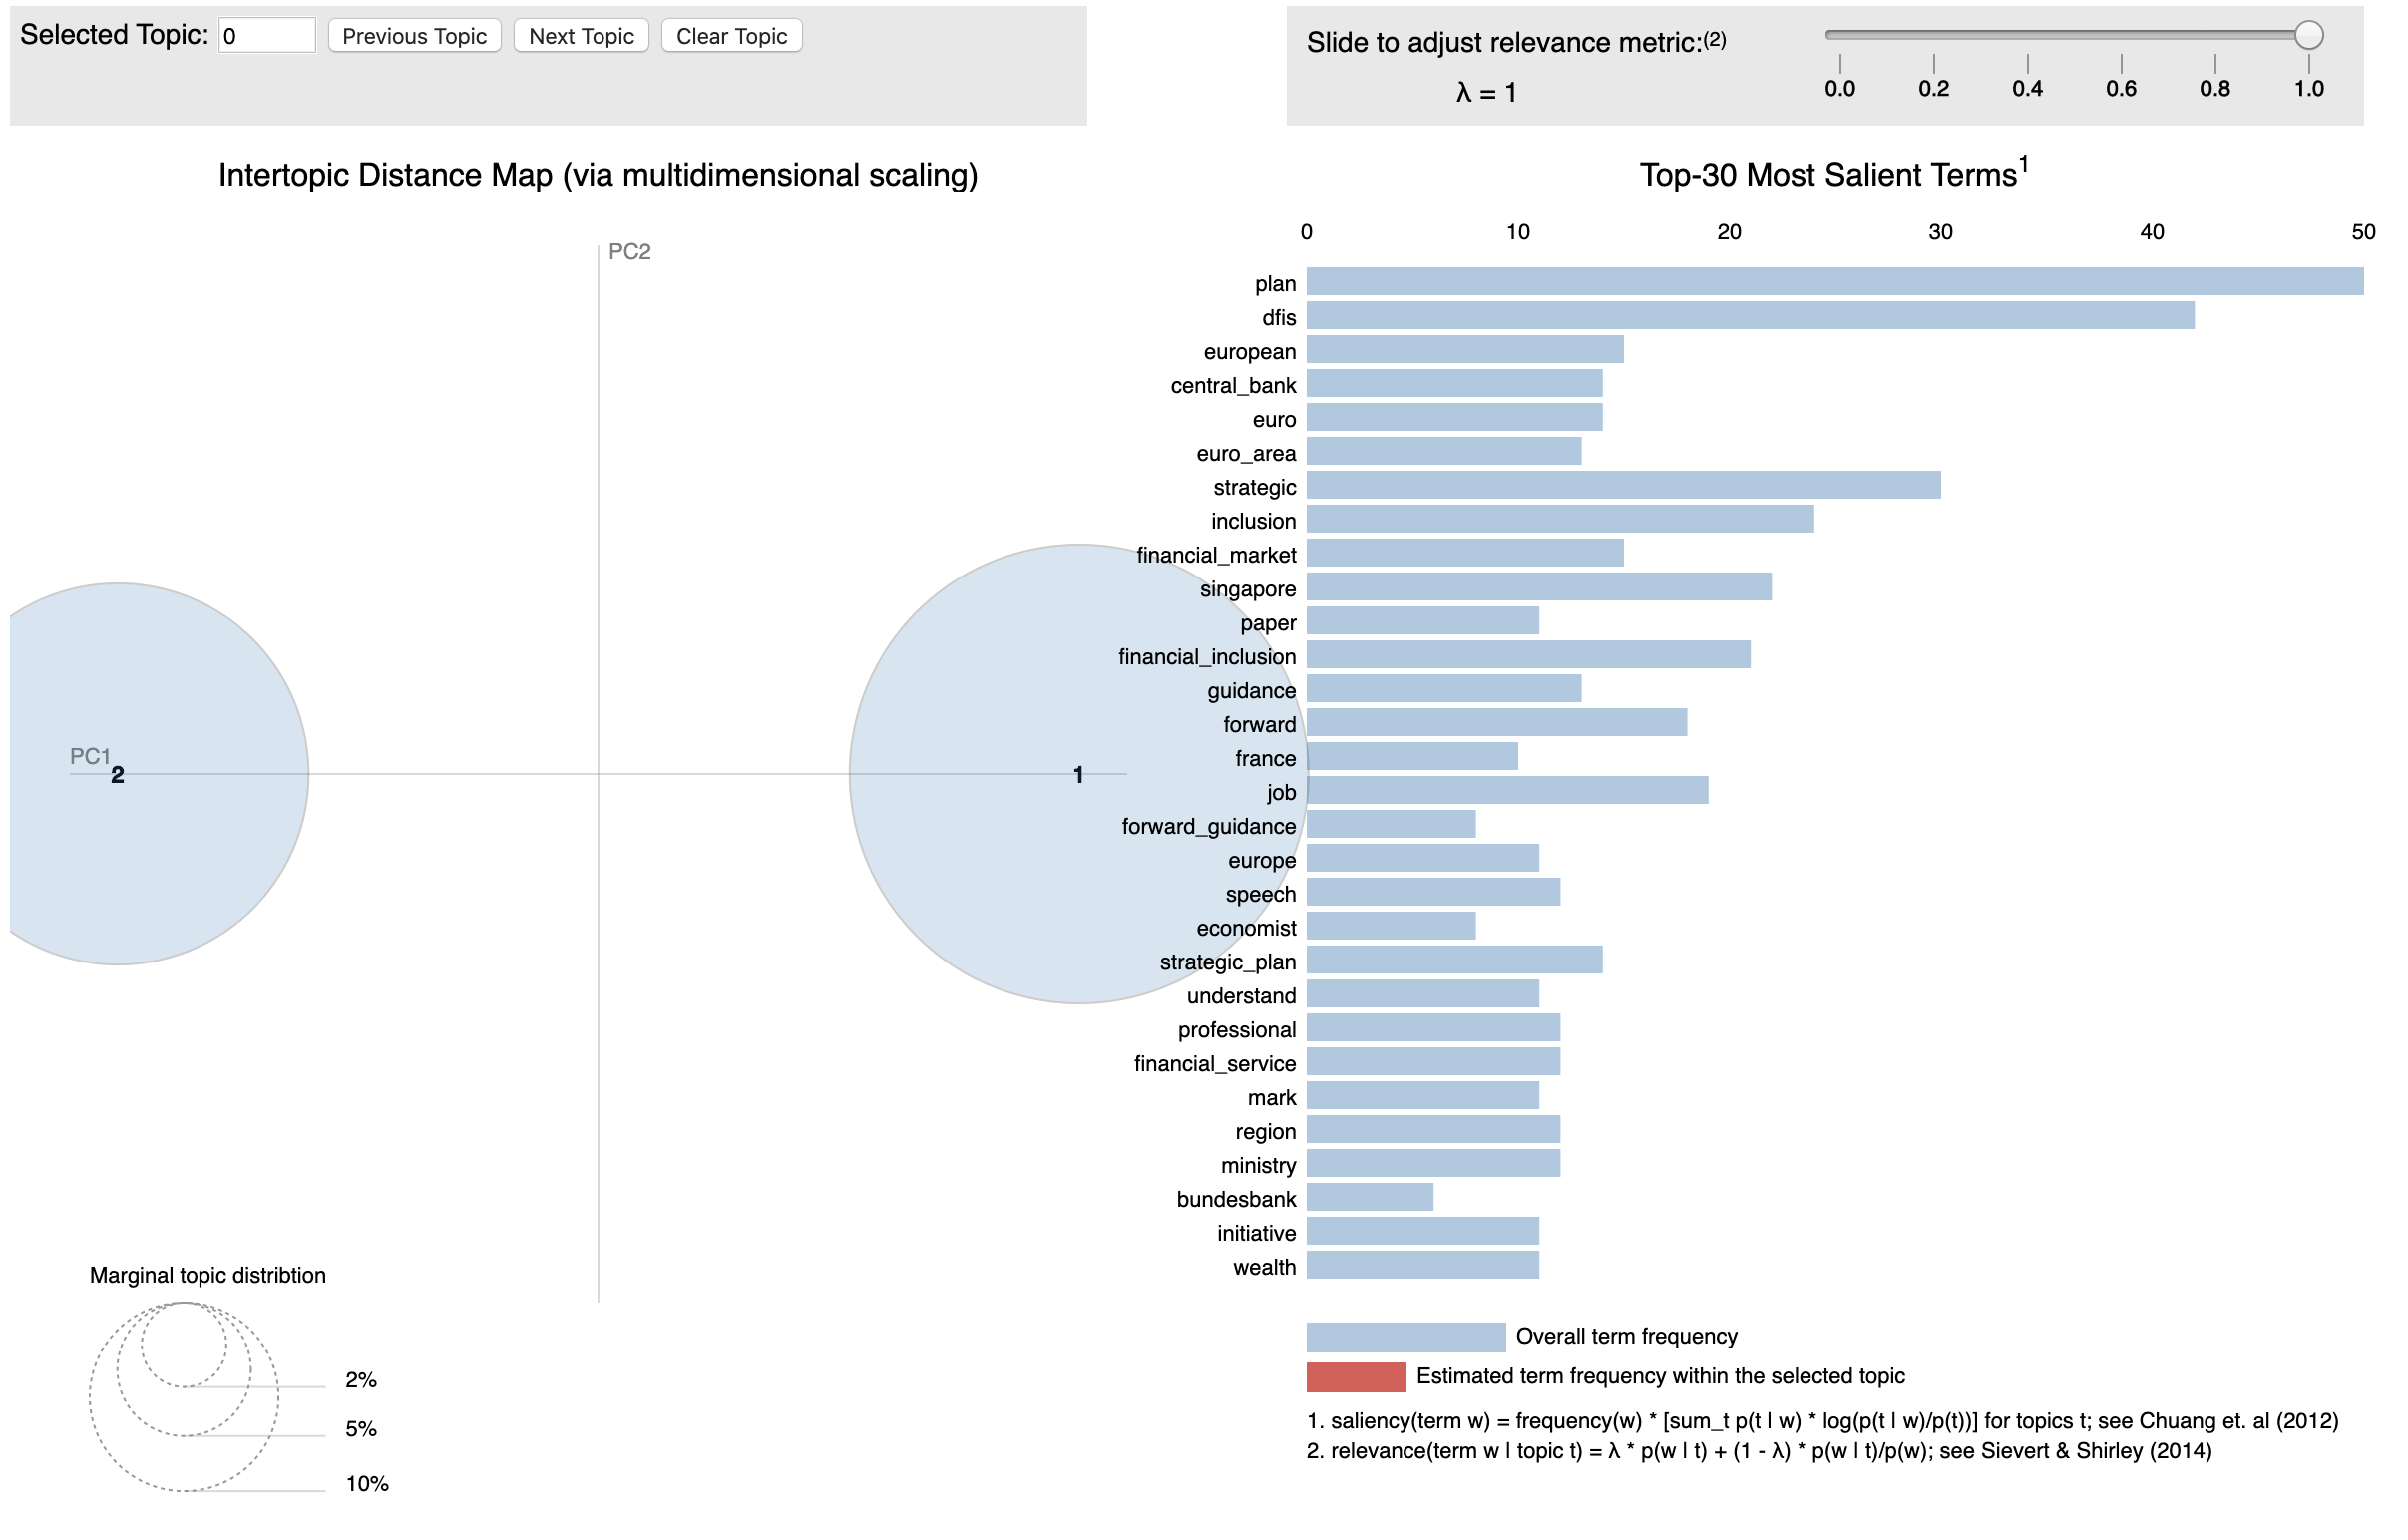 Selected Topic: 0 Previous Topic Next Topic Clear Topic
Slide to adjust relevance metric:(2)
λ = 1
0.0 0.2 0.4 0.6 0.8 1.0
Intertopic Distance Map (via multidimensional scaling)
PC2
PC1
2
1
Marginal topic distribtion
2%
5%
10%
Top-30 Most Salient Terms1
0 10 20 30 40 50
plan
dfis
european
central_bank
euro
euro_area
strategic
inclusion
financial_market
singapore
paper
financial_inclusion
guidance
forward
france
job
forward_guidance
europe
speech
economist
strategic_plan
understand
professional
financial_service
mark
region
ministry
bundesbank
initiative
wealth
Overall term frequency
Estimated term frequency within the selected topic
1. saliency(term w) = frequency(w) * [sum_t p(t | w) * log(p(t | w)/p(t))] for topics t; see Chuang et. al (2012)
2. relevance(term w | topic t) = λ * p(w | t) + (1 - λ) * p(w | t)/p(w); see Sievert & Shirley (2014)